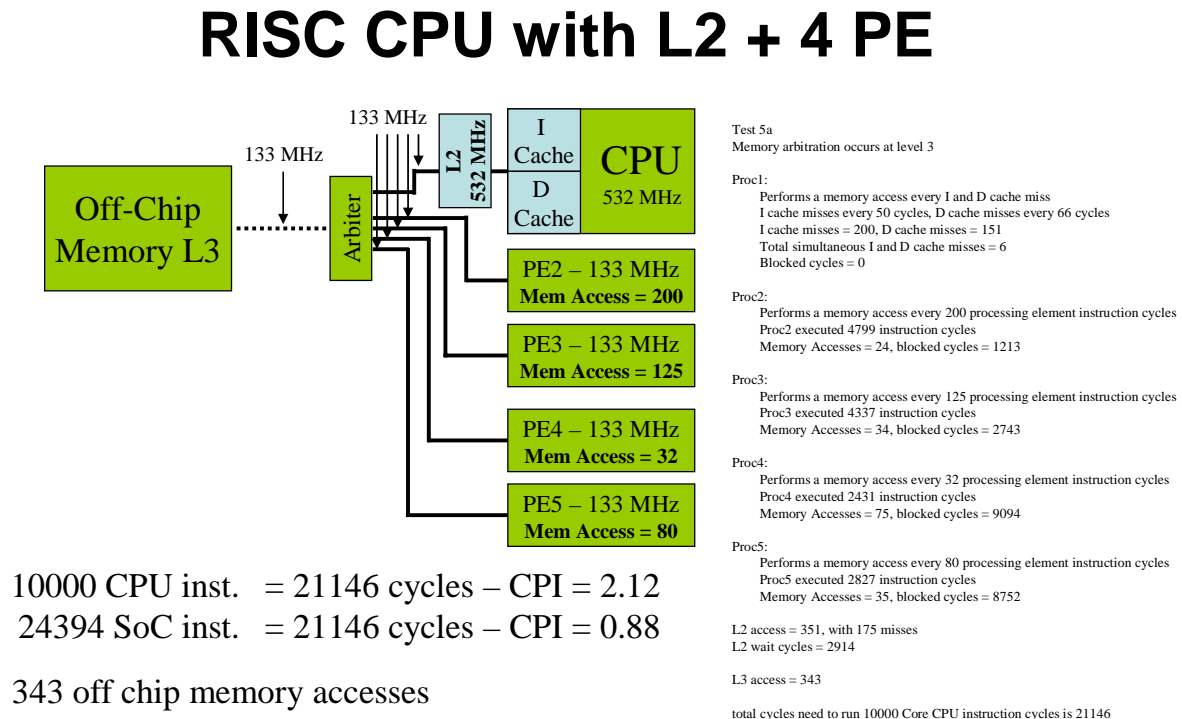 RISC CPU with L2 + 4 PE
133 MHz
133 MHz
L2
532 MHz
I
Cache
D
Cache
CPU
532 MHz
Off-Chip
Memory L3
Arbiter
PE2 – 133 MHz
Mem Access = 200
PE3 – 133 MHz
Mem Access = 125
PE4 – 133 MHz
Mem Access = 32
PE5 – 133 MHz
Mem Access = 80
10000 CPU inst. = 21146 cycles – CPI = 2.12
24394 SoC inst. = 21146 cycles – CPI = 0.88
343 off chip memory accesses
Test 5a
Memory arbitration occurs at level 3
Proc1:
Performs a memory access every I and D cache miss
I cache misses every 50 cycles, D cache misses every 66 cycles
I cache misses = 200, D cache misses = 151
Total simultaneous I and D cache misses = 6
Blocked cycles = 0
Proc2:
Performs a memory access every 200 processing element instruction cycles
Proc2 executed 4799 instruction cycles
Memory Accesses = 24, blocked cycles = 1213
Proc3:
Performs a memory access every 125 processing element instruction cycles
Proc3 executed 4337 instruction cycles
Memory Accesses = 34, blocked cycles = 2743
Proc4:
Performs a memory access every 32 processing element instruction cycles
Proc4 executed 2431 instruction cycles
Memory Accesses = 75, blocked cycles = 9094
Proc5:
Performs a memory access every 80 processing element instruction cycles
Proc5 executed 2827 instruction cycles
Memory Accesses = 35, blocked cycles = 8752
L2 access = 351, with 175 misses
L2 wait cycles = 2914
L3 access = 343
total cycles need to run 10000 Core CPU instruction cycles is 21146